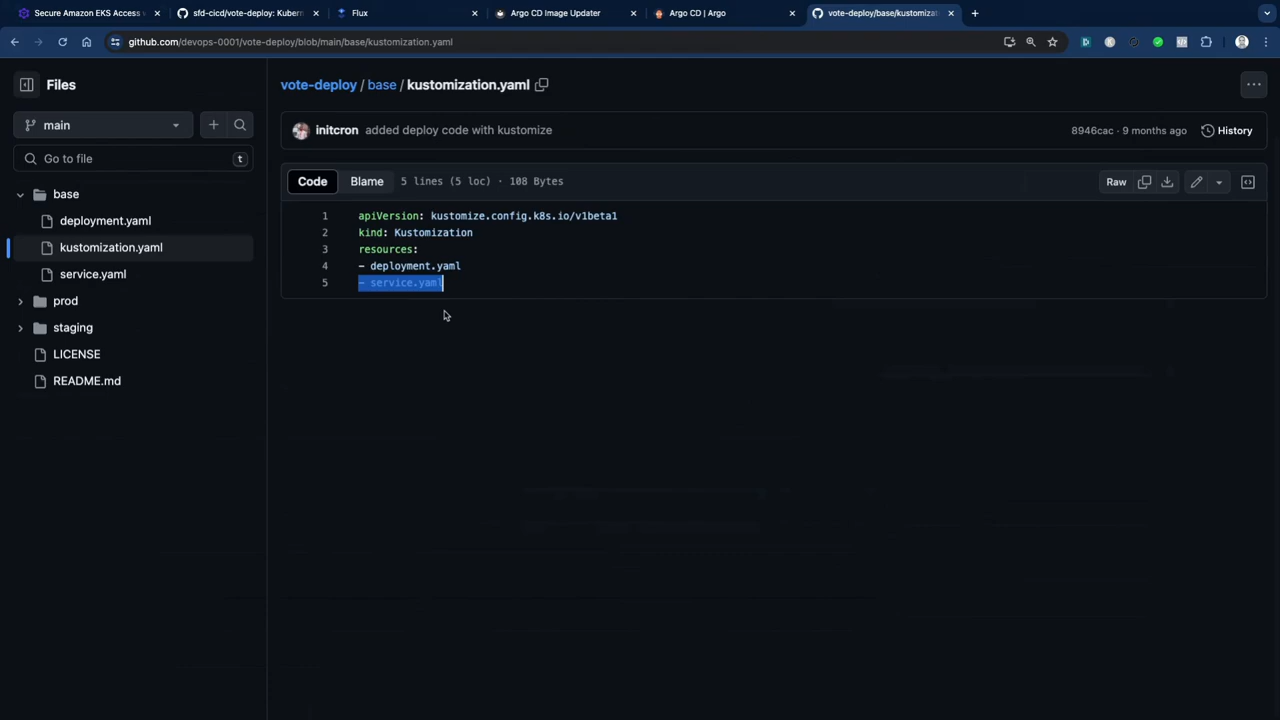 Secure Amazon EKS Access
sfd-cicd/vote-deploy: Kuberr
Flux
Argo CD Image Updater
Argo CD | Argo
vote-deploy/base/kustomizat
github.com/devops-0001/vote-deploy/blob/main/base/kustomization.yaml
Files
vote-deploy / base / kustomization.yaml
main
initcron added deploy code with kustomize
8946cac · 9 months ago
History
Go to file
t
Code
Blame
5 lines (5 loc) · 108 Bytes
Raw
base
deployment.yaml
kustomization.yaml
service.yaml
prod
staging
LICENSE
README.md
1 apiVersion: kustomize.config.k8s.io/v1beta1
2 kind: Kustomization
3 resources:
4 - deployment.yaml
5 - service.yaml